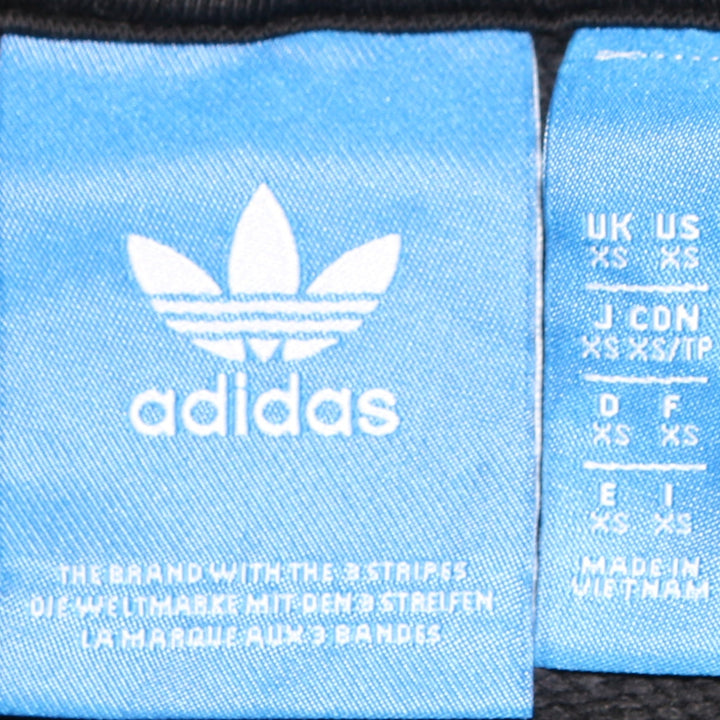 adidas
THE BRAND WITH THE 3 STRIPES
DIE WELTMARKE MIT DEN 3 STREIFEN
LA MARQUE AUX 3 BANDES
UK US
XS XS
J CDN
XS XS/TP
D F
XS XS
E I
XS XS
MADE IN
VIETNAM